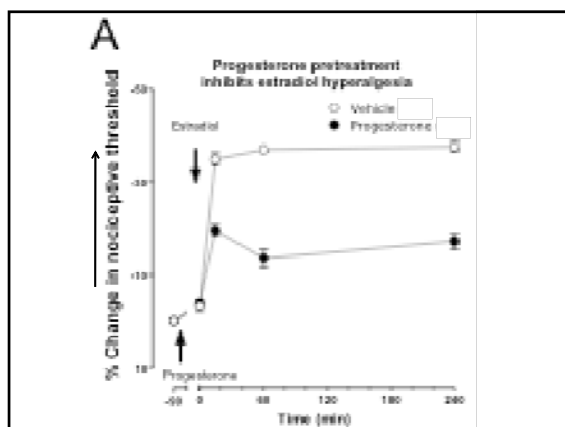 A
Progesterone pretreatment
inhibits estradiol hyperalgesia
Vehicle
Progesterone
Estradiol
% Change in nociceptive threshold
-50
-30
-10
10
Progesterone
-90
0
60
120
180
240
Time (min)